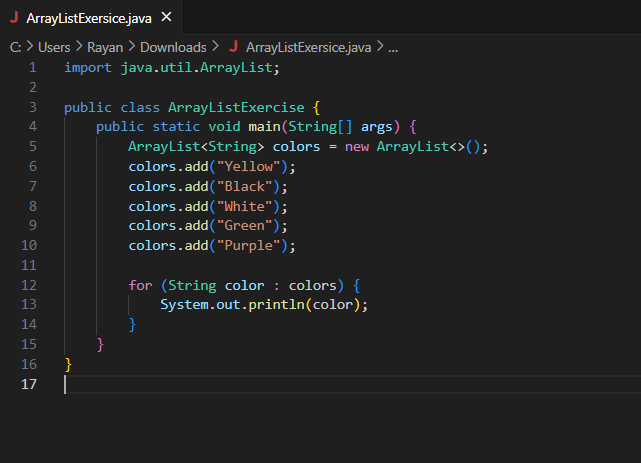 J ArrayListExersice.java ×
C: > Users > Rayan > Downloads > J ArrayListExersice.java > ...
1 import java.util.ArrayList;
2
3 public class ArrayListExercise {
4     public static void main(String[] args) {
5         ArrayList<String> colors = new ArrayList<>();
6         colors.add("Yellow");
7         colors.add("Black");
8         colors.add("White");
9         colors.add("Green");
10         colors.add("Purple");
11
12         for (String color : colors) {
13             System.out.println(color);
14         }
15     }
16 }
17